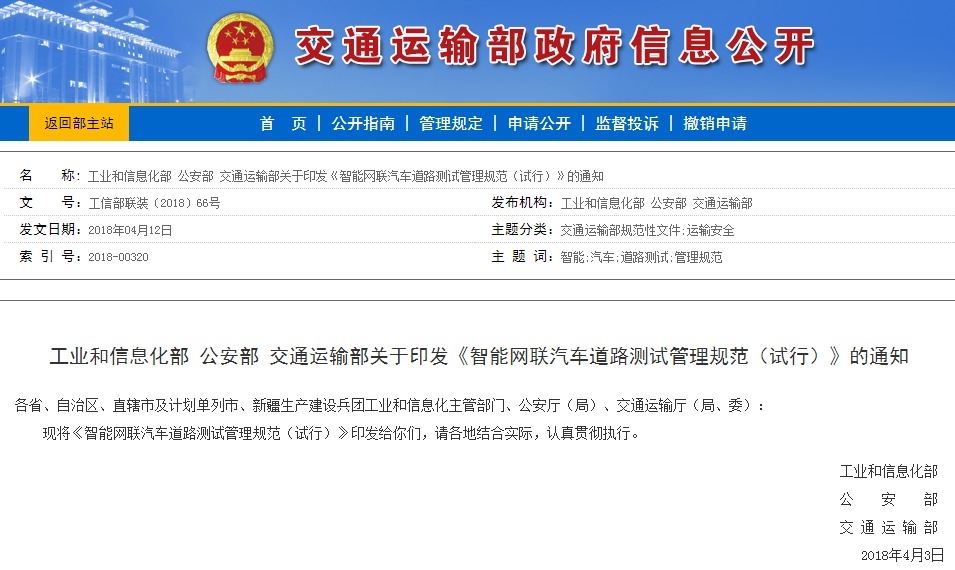 交通运输部政府信息公开
返回部主站 首 页 | 公开指南 | 管理规定 | 申请公开 | 监督投诉 | 撤销申请
名 称: 工业和信息化部 公安部 交通运输部关于印发《智能网联汽车道路测试管理规范（试行）》的通知
文 号: 工信部联装（2018）66号 发布机构: 工业和信息化部 公安部 交通运输部
发文日期: 2018年04月12日 主题分类: 交通运输部规范性文件;运输安全
索 引 号: 2018-00320 主 题 词: 智能;汽车;道路测试;管理规范
工业和信息化部 公安部 交通运输部关于印发《智能网联汽车道路测试管理规范（试行）》的通知
各省、自治区、直辖市及计划单列市、新疆生产建设兵团工业和信息化主管部门、公安厅（局）、交通运输厅（局、委）:
现将《智能网联汽车道路测试管理规范（试行）》印发给你们，请各地结合实际，认真贯彻执行。
工业和信息化部
公 安 部
交 通 运 输 部
2018年4月3日